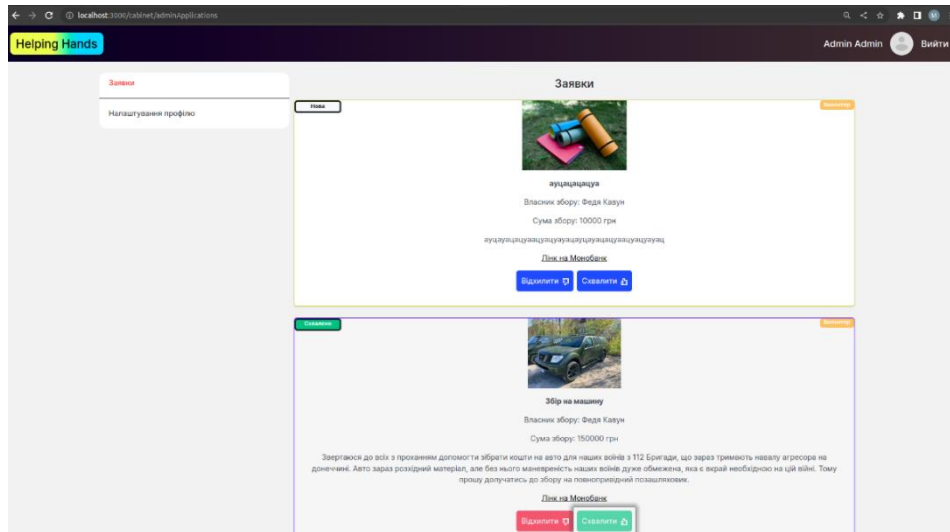 localhost:3000/cabinet/adminApplications
Helping Hands
Admin Admin
Вийти
Заявки
Налаштування профілю
Заявки
Нова
Волонтер
ауцацацацуа
Власник збору: Федя Кавун
Сума збору: 10000 грн
Лінк на Монобанк
Відхилити
Схвалити
Схвалено
Волонтер
Збір на машину
Власник збору: Федя Кавун
Сума збору: 150000 грн
Звертаюся до всіх з проханням допомогти зібрати кошти на авто для наших воїнів з 112 Бригади, що зараз тримають навалу агресора на
донеччині. Авто зараз розхідний матеріал, але без нього маневреність наших воїнів дуже обмежена, яка є вкрай необхідною на цій війні. Тому
прошу долучатись до збору на повнопривідний позашляховик.
Лінк на Монобанк
Відхилити
Схвалити